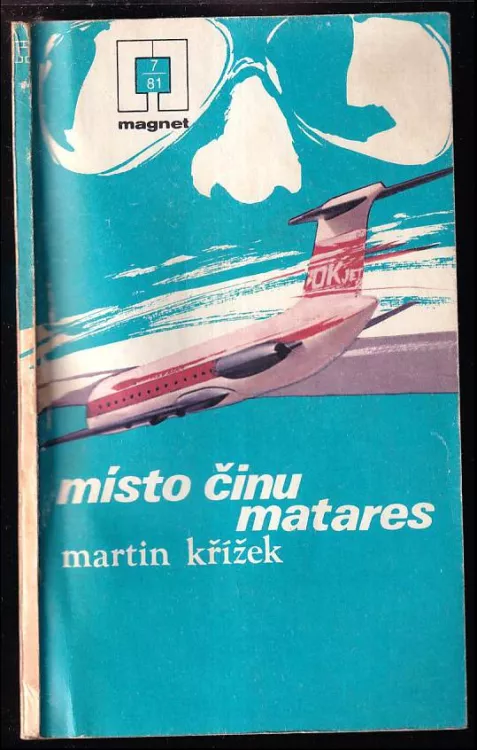 7
81
magnet
OK JET
místo činu
matares
martin křížek